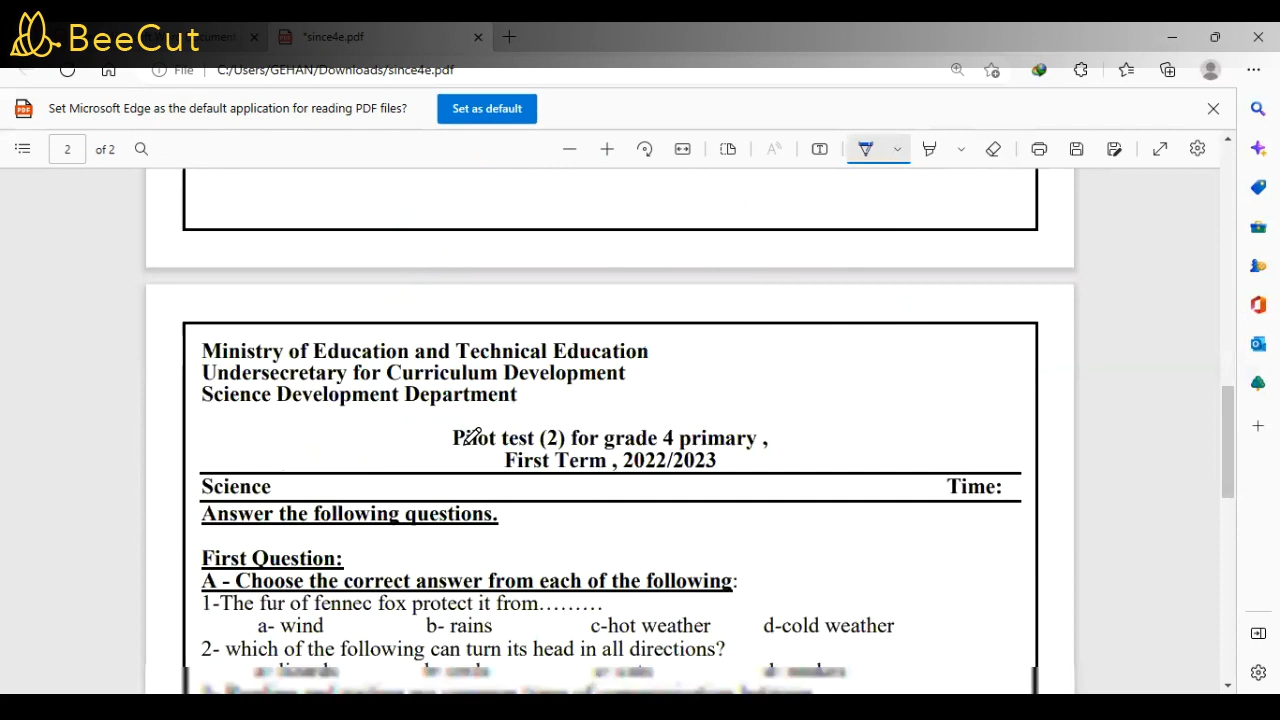 BeeCut
*since4e.pdf
File C:/Users/GEHAN/Downloads/since4e.pdf
Set Microsoft Edge as the default application for reading PDF files? Set as default
2 of 2
Ministry of Education and Technical Education
Undersecretary for Curriculum Development
Science Development Department
Pilot test (2) for grade 4 primary ,
First Term , 2022/2023
Science Time:
Answer the following questions.
First Question:
A - Choose the correct answer from each of the following:
1-The fur of fennec fox protect it from………
a- wind b- rains c-hot weather d-cold weather
2- which of the following can turn its head in all directions?